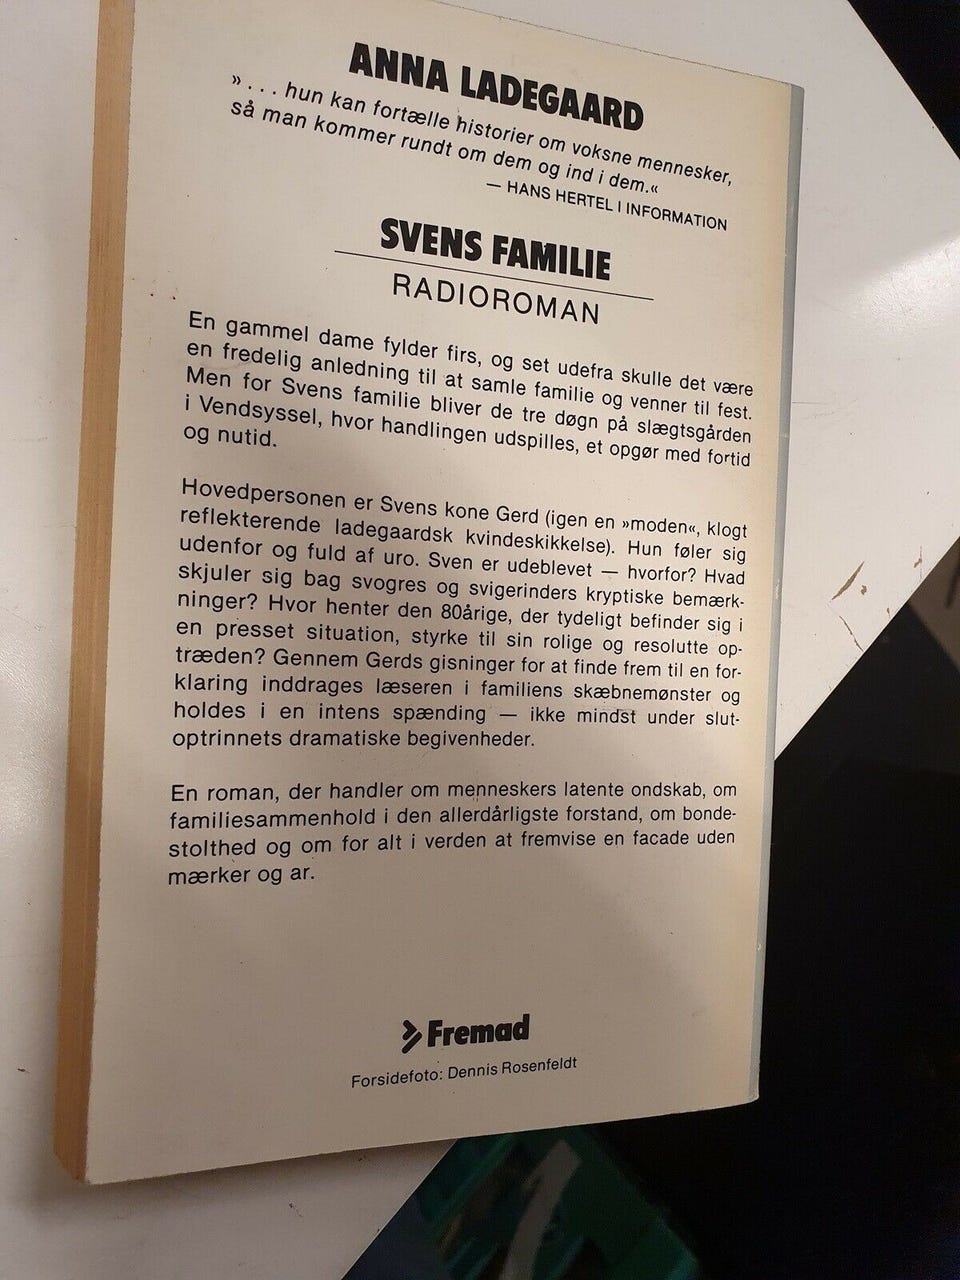 ANNA LADEGAARD
»... hun kan fortælle historier om voksne mennesker,
så man kommer rundt om dem og ind i dem.«
— HANS HERTEL I INFORMATION
SVENS FAMILIE
RADIOROMAN
En gammel dame fylder firs, og set udefra skulle det være
en fredelig anledning til at samle familie og venner til fest.
Men for Svens familie bliver de tre døgn på slægtsgården
i Vendsyssel, hvor handlingen udspilles, et opgør med fortid
og nutid.
Hovedpersonen er Svens kone Gerd (igen en »moden«, klogt
reflekterende ladegaardsk kvindeskikkelse). Hun føler sig
udenfor og fuld af uro. Sven er udeblevet — hvorfor? Hvad
skjuler sig bag svogres og svigerinders kryptiske bemærk-
ninger? Hvor henter den 80årige, der tydeligt befinder sig i
en presset situation, styrke til sin rolige og resolutte op-
træden? Gennem Gerds gisninger for at finde frem til en for-
klaring inddrages læseren i familiens skæbnemønster og
holdes i en intens spænding — ikke mindst under slut-
optrinnets dramatiske begivenheder.
En roman, der handler om menneskers latente ondskab, om
familiesammenhold i den allerdårligste forstand, om bonde-
stolthed og om for alt i verden at fremvise en facade uden
mærker og ar.
Fremad
Forsidefoto: Dennis Rosenfeldt